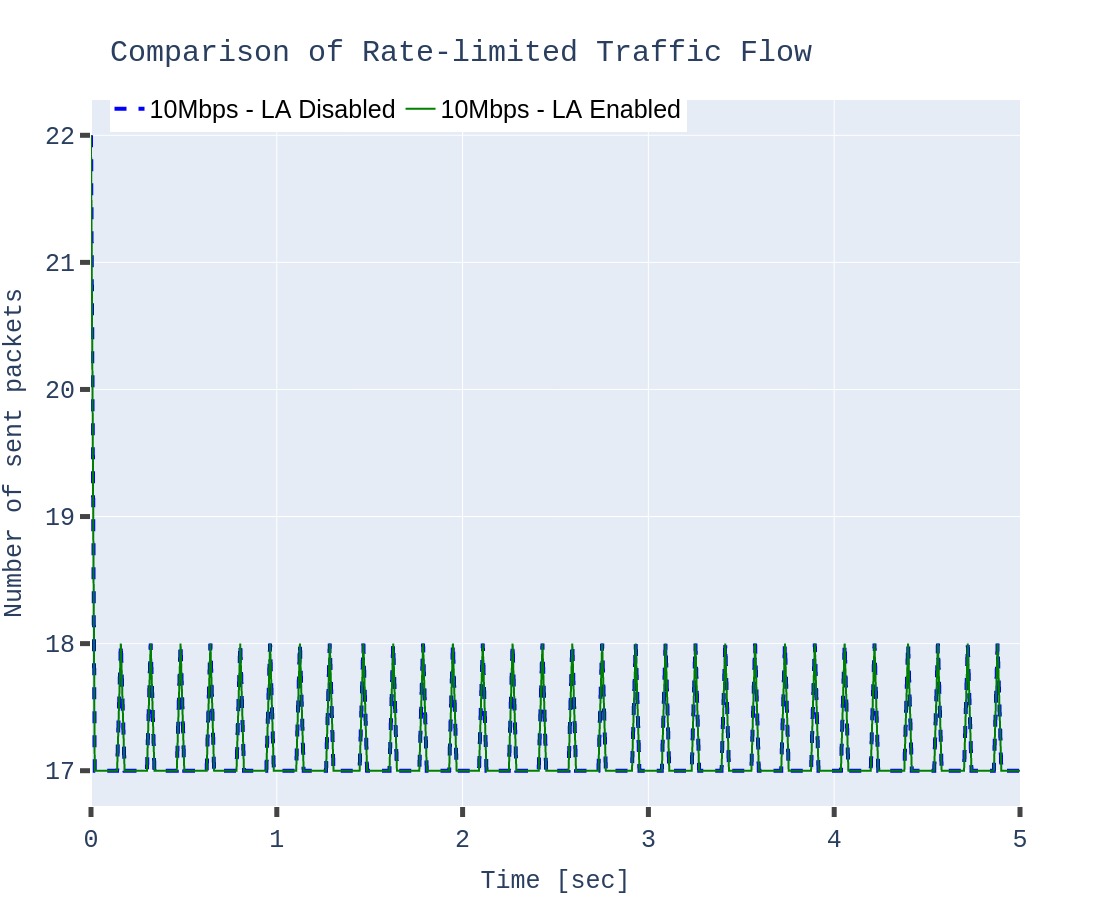 Comparison of Rate-limited Traffic Flow
10Mbps - LA Disabled 10Mbps - LA Enabled
22
21
20
19
18
17
Number of sent packets
0 1 2 3 4 5
Time [sec]